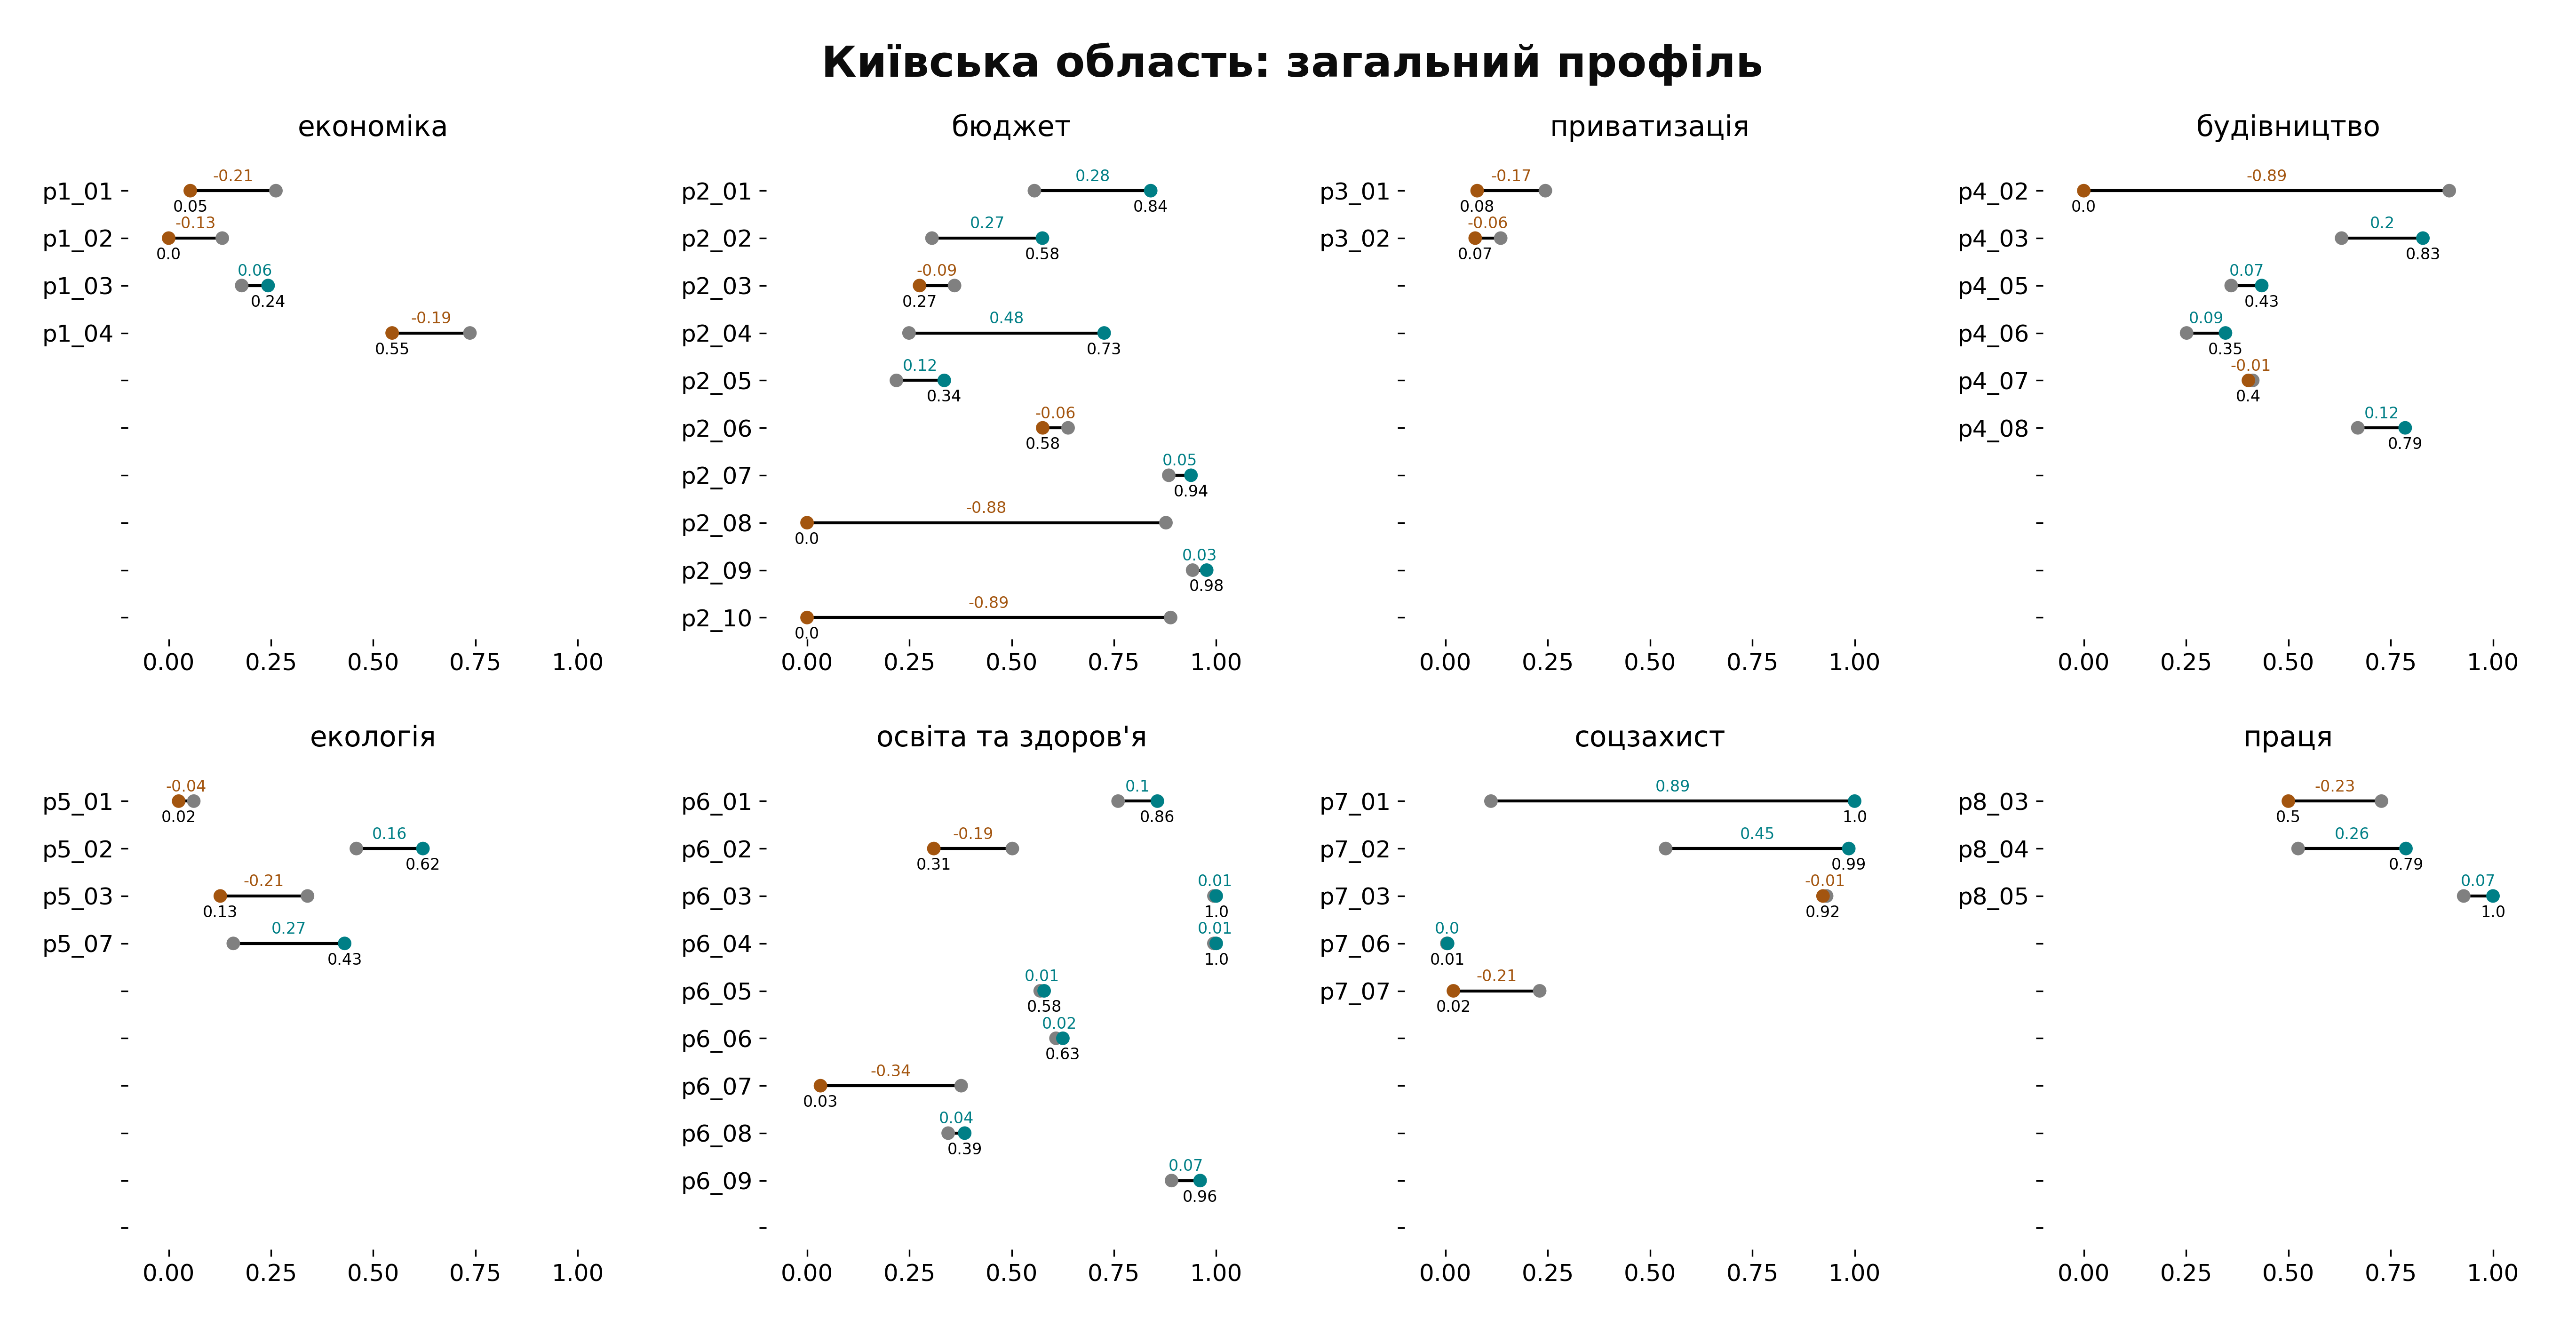 Київська область: загальний профіль
економіка
p1_01
-0.21
0.05
p1_02
-0.13
0.0
p1_03
0.06
0.24
p1_04
-0.19
0.55
0.00 0.25 0.50 0.75 1.00
бюджет
p2_01
0.28
0.84
p2_02
0.27
0.58
p2_03
-0.09
0.27
p2_04
0.48
0.73
p2_05
0.12
0.34
p2_06
-0.06
0.58
p2_07
0.05
0.94
p2_08
-0.88
0.0
p2_09
0.03
0.98
p2_10
-0.89
0.0
0.00 0.25 0.50 0.75 1.00
приватизація
p3_01
-0.17
0.08
p3_02
-0.06
0.07
0.00 0.25 0.50 0.75 1.00
будівництво
p4_02
-0.89
0.0
p4_03
0.2
0.83
p4_05
0.07
0.43
p4_06
0.09
0.35
p4_07
-0.01
0.4
p4_08
0.12
0.79
0.00 0.25 0.50 0.75 1.00
екологія
p5_01
-0.04
0.02
p5_02
0.16
0.62
p5_03
-0.21
0.13
p5_07
0.27
0.43
0.00 0.25 0.50 0.75 1.00
освіта та здоров'я
p6_01
0.1
0.86
p6_02
-0.19
0.31
p6_03
0.01
1.0
p6_04
0.01
1.0
p6_05
0.01
0.58
p6_06
0.02
0.63
p6_07
-0.34
0.03
p6_08
0.04
0.39
p6_09
0.07
0.96
0.00 0.25 0.50 0.75 1.00
соцзахист
p7_01
0.89
1.0
p7_02
0.45
0.99
p7_03
-0.01
0.92
p7_06
0.0
0.01
p7_07
-0.21
0.02
0.00 0.25 0.50 0.75 1.00
праця
p8_03
-0.23
0.5
p8_04
0.26
0.79
p8_05
0.07
1.0
0.00 0.25 0.50 0.75 1.00